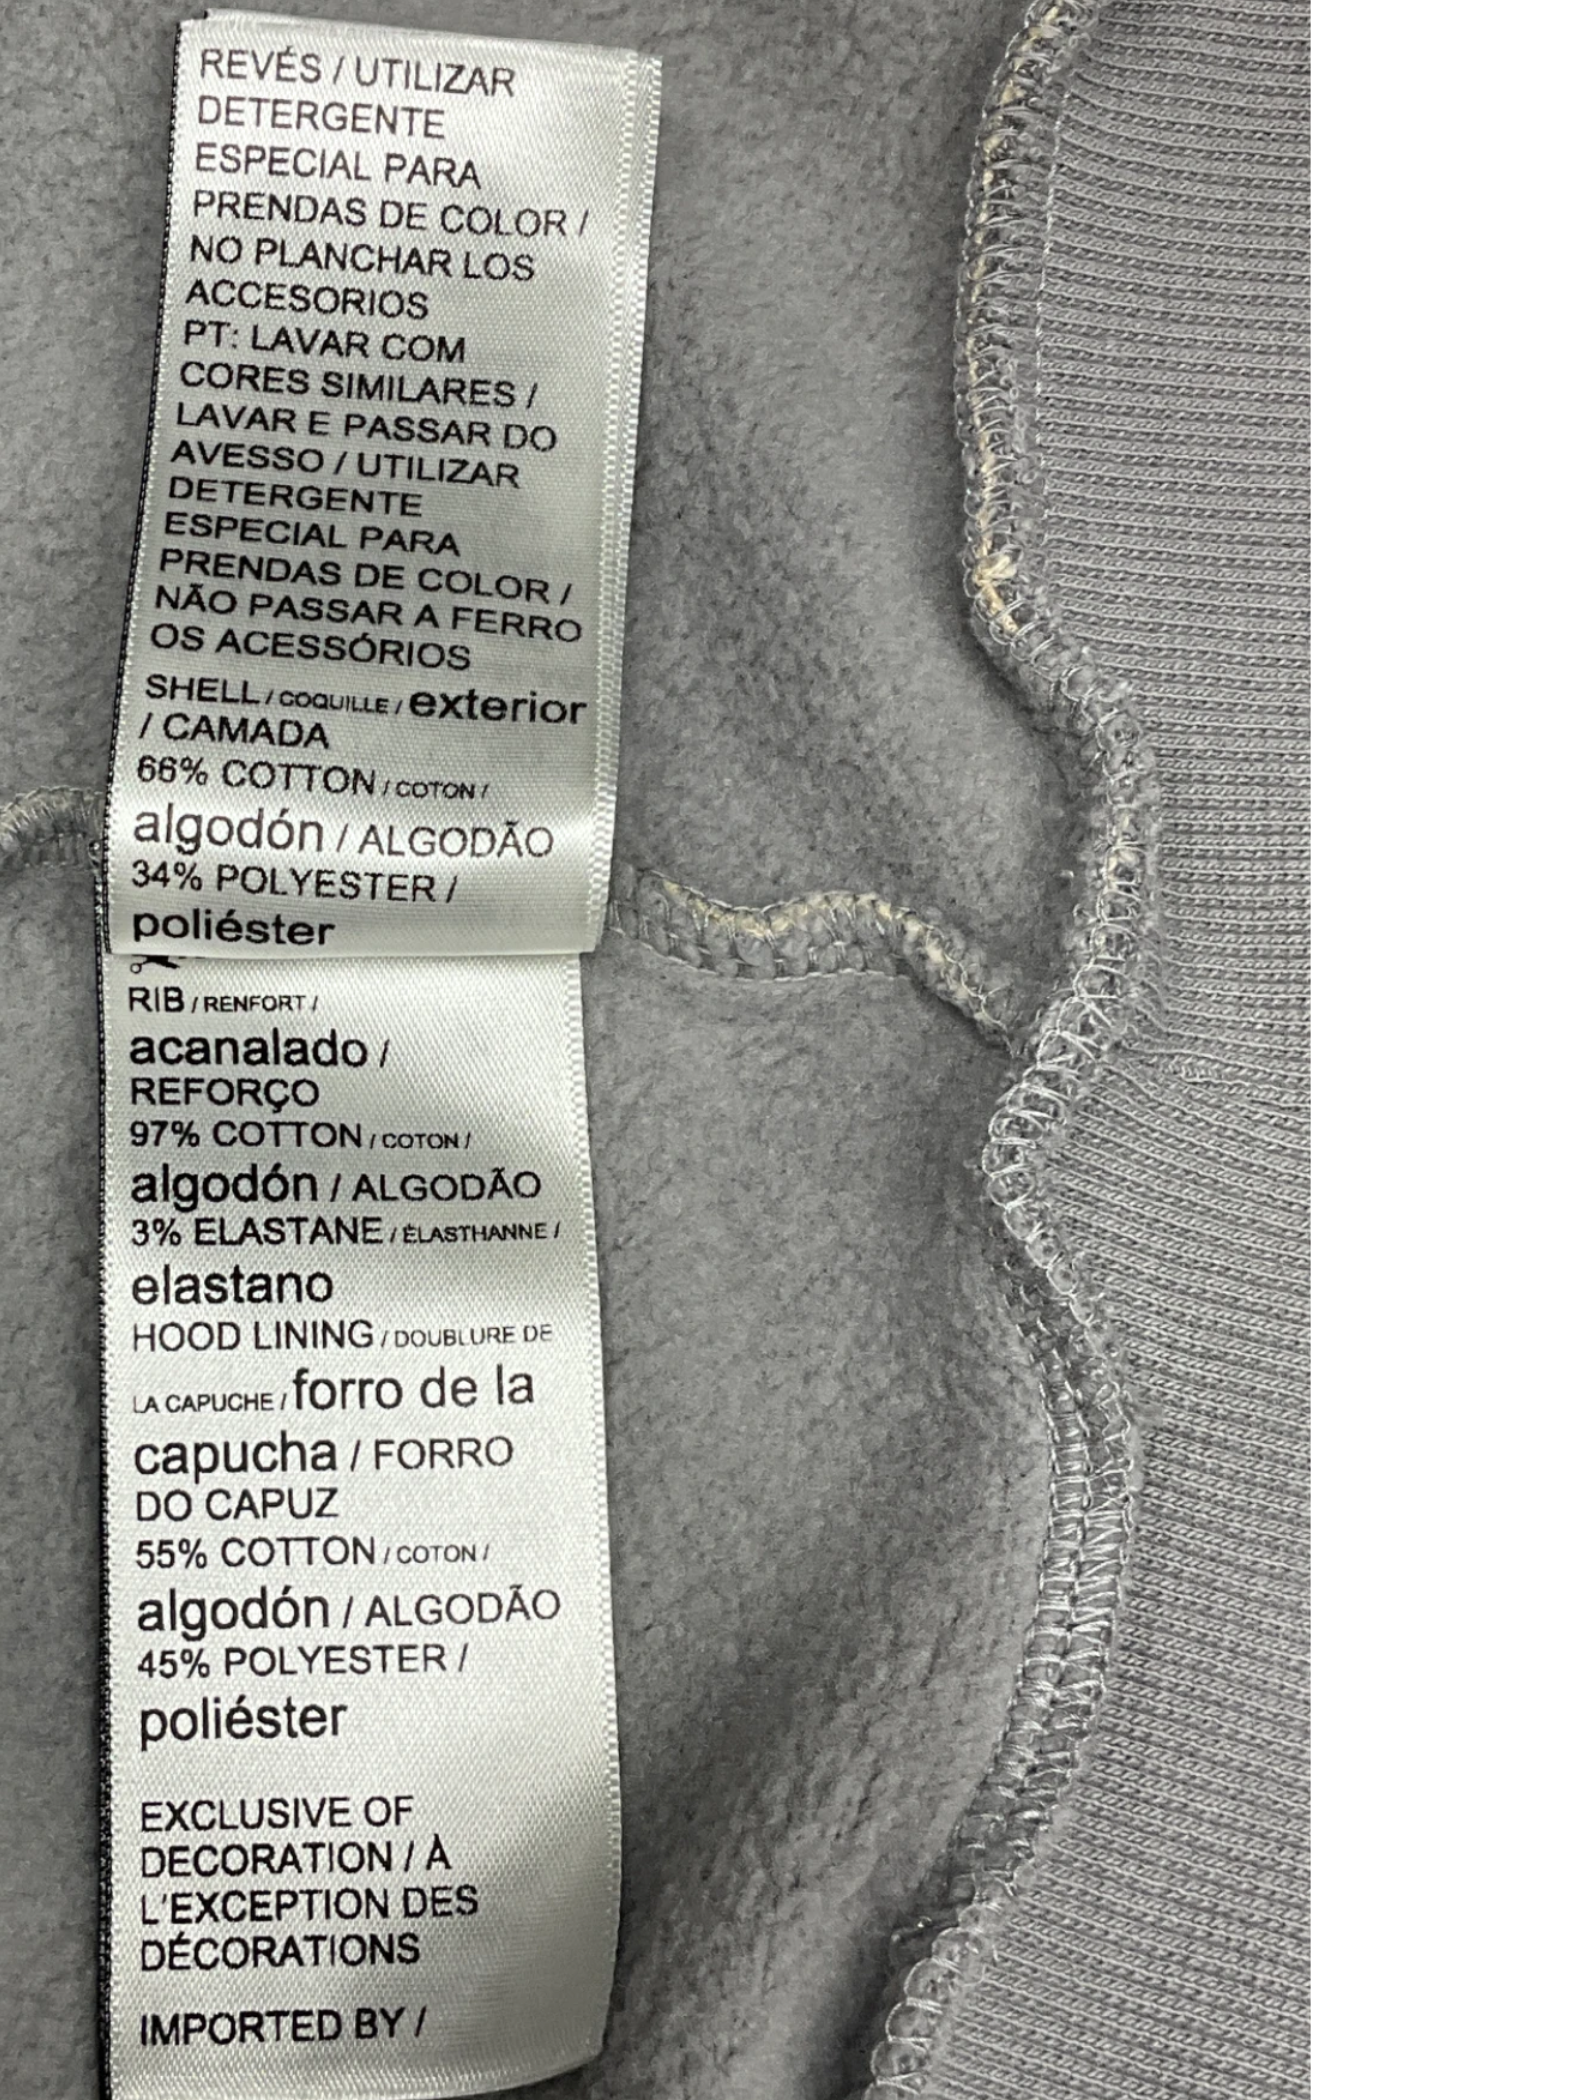 REVÉS / UTILIZAR
DETERGENTE
ESPECIAL PARA
PRENDAS DE COLOR /
NO PLANCHAR LOS
ACCESORIOS
PT: LAVAR COM
CORES SIMILARES /
LAVAR E PASSAR DO
AVESSO / UTILIZAR
DETERGENTE
ESPECIAL PARA
PRENDAS DE COLOR /
NÃO PASSAR A FERRO
OS ACESSÓRIOS
SHELL / COQUILLE / exterior
/ CAMADA
66% COTTON / COTON /
algodón / ALGODÃO
34% POLYESTER /
poliéster
RIB / RENFORT /
acanalado /
REFORÇO
97% COTTON / COTON /
algodón / ALGODÃO
3% ELASTANE / ÉLASTHANNE /
elastano
HOOD LINING / DOUBLURE DE
LA CAPUCHE / forro de la
capucha / FORRO
DO CAPUZ
55% COTTON / COTON /
algodón / ALGODÃO
45% POLYESTER /
poliéster
EXCLUSIVE OF
DECORATION / À
L'EXCEPTION DES
DÉCORATIONS
IMPORTED BY /